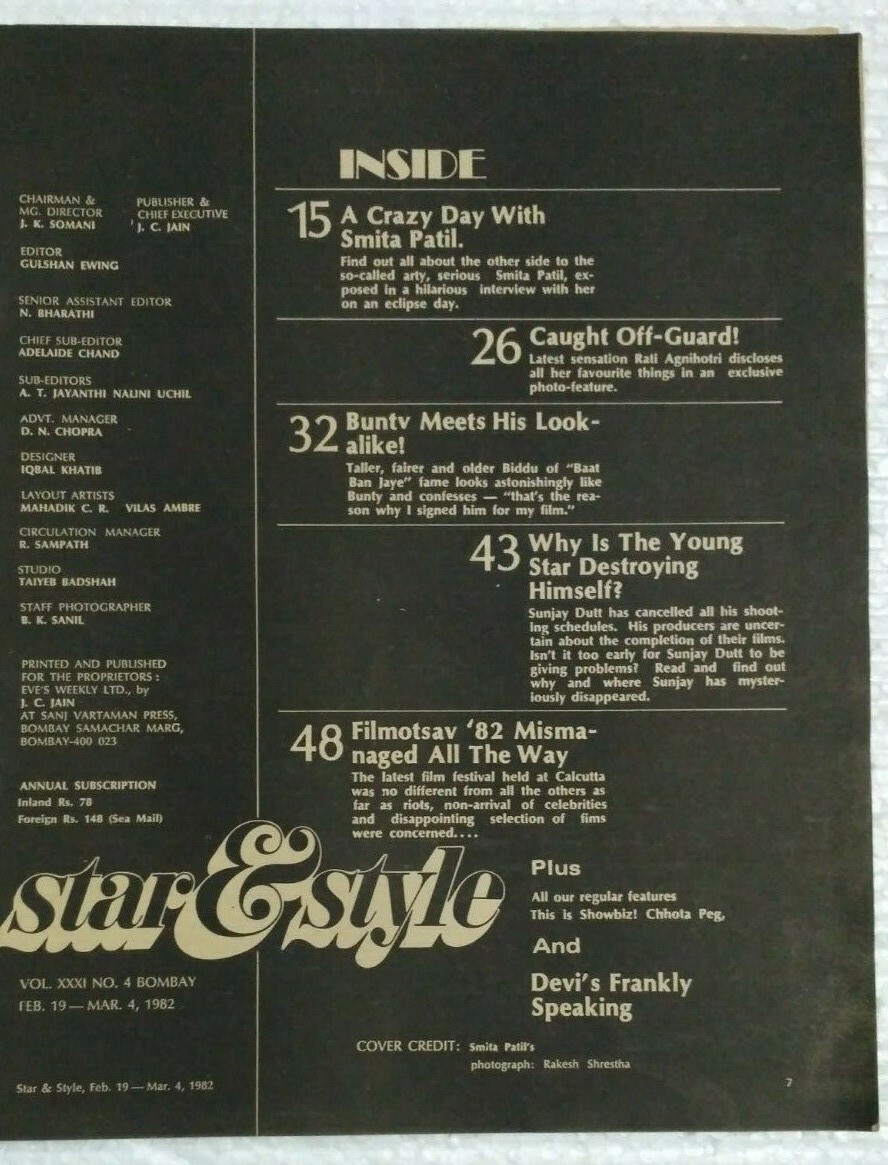 CHAIRMAN &
MG. DIRECTOR
J. K. SOMANI
PUBLISHER &
CHIEF EXECUTIVE
J. C. JAIN
EDITOR
GULSHAN EWING
SENIOR ASSISTANT EDITOR
N. BHARATHI
CHIEF SUB-EDITOR
ADELAIDE CHAND
SUB-EDITORS
A. T. JAYANTHI NALINI UCHIL
ADVT. MANAGER
D. N. CHOPRA
DESIGNER
IQBAL KHATIB
LAYOUT ARTISTS
MAHADIK C. R. VILAS AMBRE
CIRCULATION MANAGER
R. SAMPATH
STUDIO
TAIYEB BADSHAH
STAFF PHOTOGRAPHER
B. K. SANIL
PRINTED AND PUBLISHED
FOR THE PROPRIETORS :
EVE'S WEEKLY LTD., by
J. C. JAIN
AT SANJ VARTAMAN PRESS,
BOMBAY SAMACHAR MARG,
BOMBAY-400 023
ANNUAL SUBSCRIPTION
Inland Rs. 78
Foreign Rs. 148 (Sea Mail)
star & style
VOL. XXXI NO. 4 BOMBAY
FEB. 19 — MAR. 4, 1982
INSIDE
15 A Crazy Day With
Smita Patil.
Find out all about the other side to the
so-called arty, serious Smita Patil, ex-
posed in a hilarious interview with her
on an eclipse day.
26 Caught Off-Guard!
Latest sensation Rati Agnihotri discloses
all her favourite things in an exclusive
photo-feature.
32 Bunty Meets His Look-
alike!
Taller, fairer and older Biddu of "Baat
Ban Jaye" fame looks astonishingly like
Bunty and confesses — "that's the rea-
son why I signed him for my film."
43 Why Is The Young
Star Destroying
Himself?
Sunjay Dutt has cancelled all his shoot-
ing schedules. His producers are uncer-
tain about the completion of their films.
Isn't it too early for Sunjay Dutt to be
giving problems? Read and find out
why and where Sunjay has myster-
iously disappeared.
48 Filmotsav '82 Misma-
naged All The Way
The latest film festival held at Calcutta
was no different from all the others as
far as riots, non-arrival of celebrities
and disappointing selection of fims
were concerned....
Plus
All our regular features
This is Showbiz! Chhota Peg,
And
Devi's Frankly
Speaking
COVER CREDIT: Smita Patil's
photograph: Rakesh Shrestha
Star & Style, Feb. 19 — Mar. 4, 1982
7